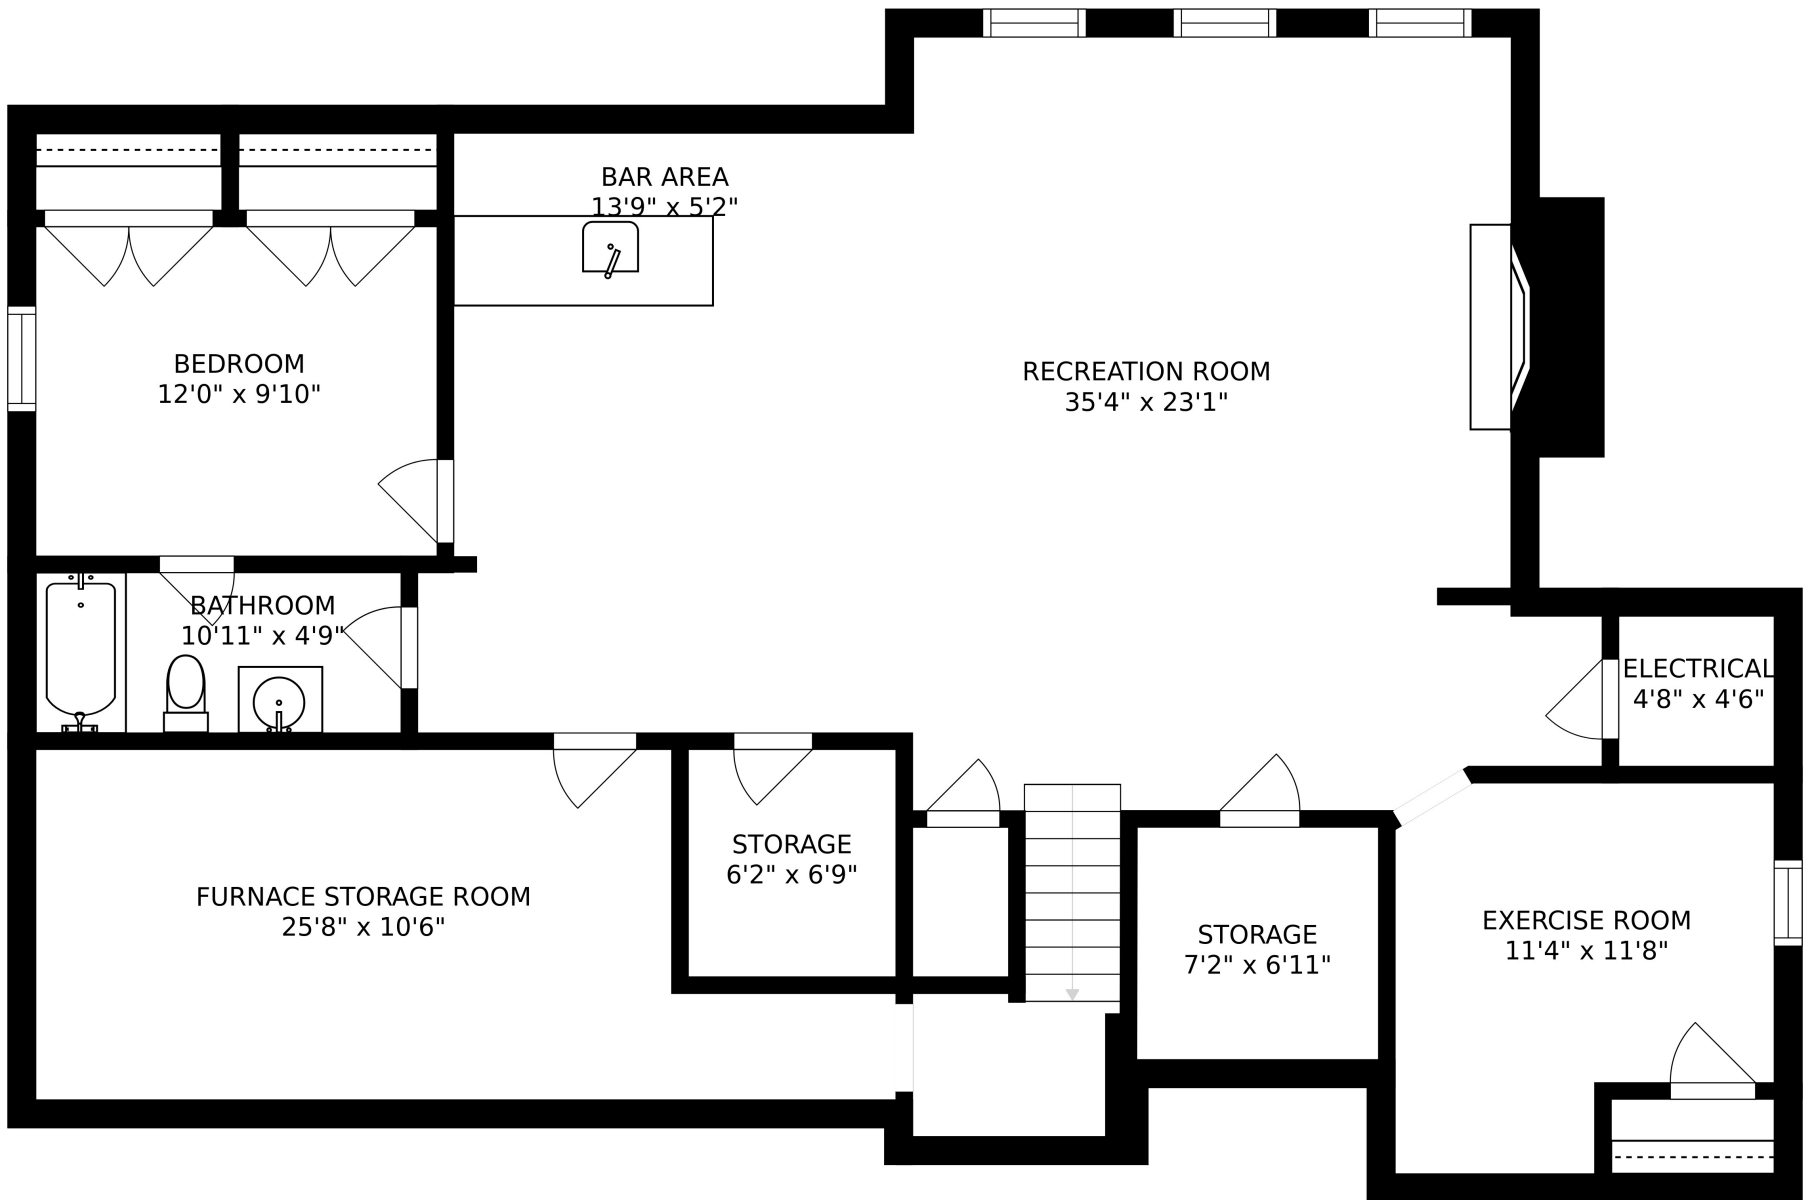 BAR AREA
13'9" x 5'2"
BEDROOM
12'0" x 9'10"
RECREATION ROOM
35'4" x 23'1"
BATHROOM
10'11" x 4'9"
ELECTRICAL
4'8" x 4'6"
STORAGE
6'2" x 6'9"
FURNACE STORAGE ROOM
25'8" x 10'6"
STORAGE
7'2" x 6'11"
EXERCISE ROOM
11'4" x 11'8"